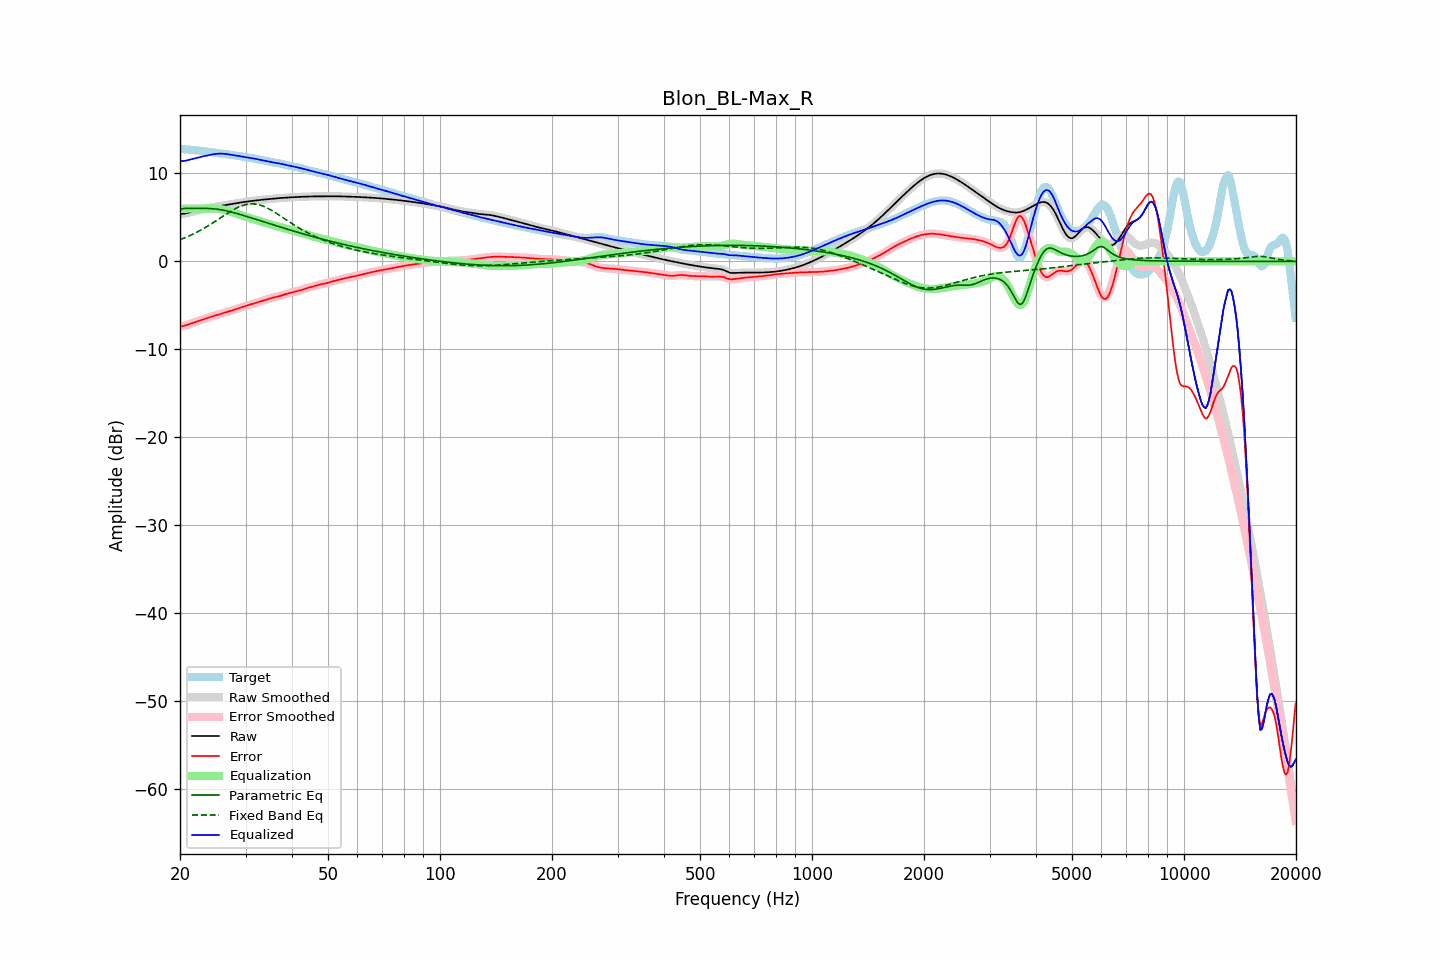 Blon_BL-Max_R
Amplitude (dBr)
10
0
−10
−20
−30
−40
−50
−60
Target
Raw Smoothed
Error Smoothed
Raw
Error
Equalization
Parametric Eq
Fixed Band Eq
Equalized
20 50 100 200 500 1000 2000 5000 10000 20000
Frequency (Hz)